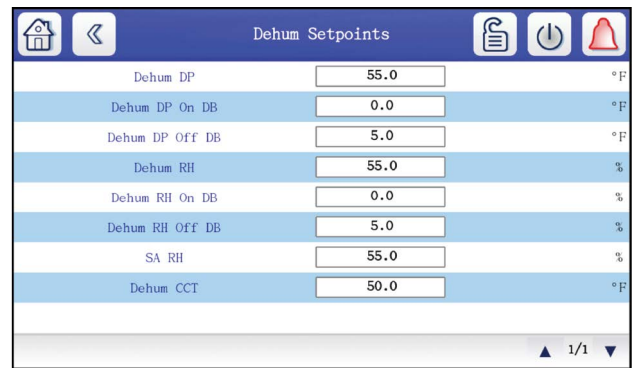 Dehum Setpoints
Dehum DP 55.0 °F
Dehum DP On DB 0.0 °F
Dehum DP Off DB 5.0 °F
Dehum RH 55.0 %
Dehum RH On DB 0.0 %
Dehum RH Off DB 5.0 %
SA RH 55.0 %
Dehum CCT 50.0 °F
▲ 1/1 ▼